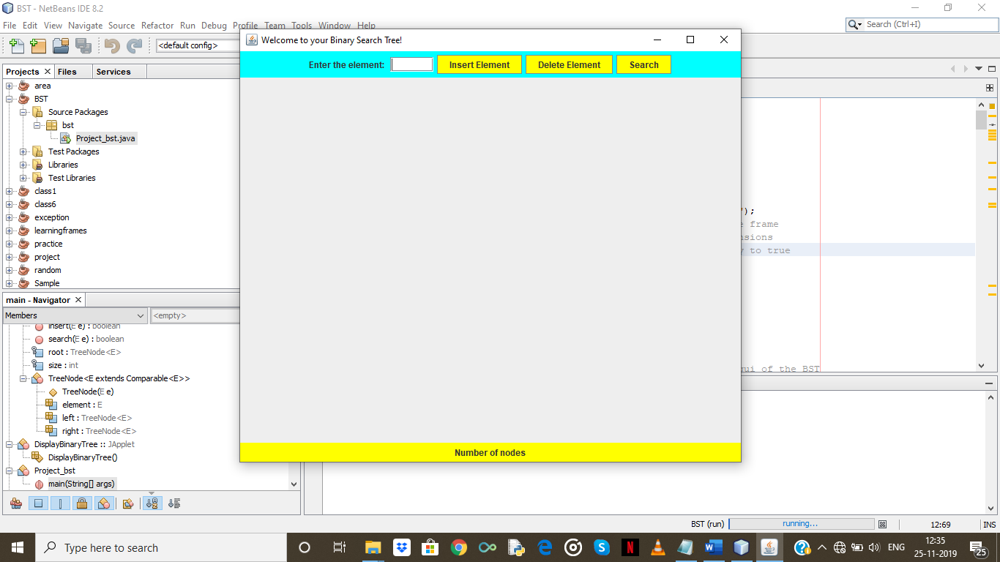 BST - NetBeans IDE 8.2
File Edit View Navigate Source Refactor Run Debug Profile Team Tools Window Help
Search (Ctrl+I)
<default config>
Welcome to your Binary Search Tree!
Enter the element:
Insert Element
Delete Element
Search
Projects
Files
Services
area
BST
Source Packages
bst
Project_bst.java
Test Packages
Libraries
Test Libraries
class1
class6
exception
learningframes
practice
project
random
Sample
");
frame
y to true
of the BST
main - Navigator
Members
<empty>
insert(E e) : boolean
search(E e) : boolean
root : TreeNode<E>
size : int
TreeNode<E extends Comparable<E>>
TreeNode(E e)
element : E
left : TreeNode<E>
right : TreeNode<E>
DisplayBinaryTree :: JApplet
DisplayBinaryTree()
Project_bst
main(String[] args)
Number of nodes
BST (run)
running...
12:69
INS
Type here to search
ENG
12:35
25-11-2019
25